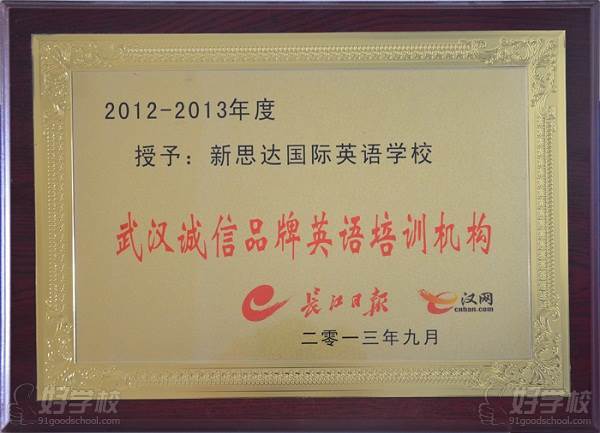 2012-2013年度
授予：新思达国际英语学校
武汉诚信品牌英语培训机构
长江日报 汉网
cnhan.com
二零一三年九月
好学校 好学校
91goodschool.com 91goodschool.com